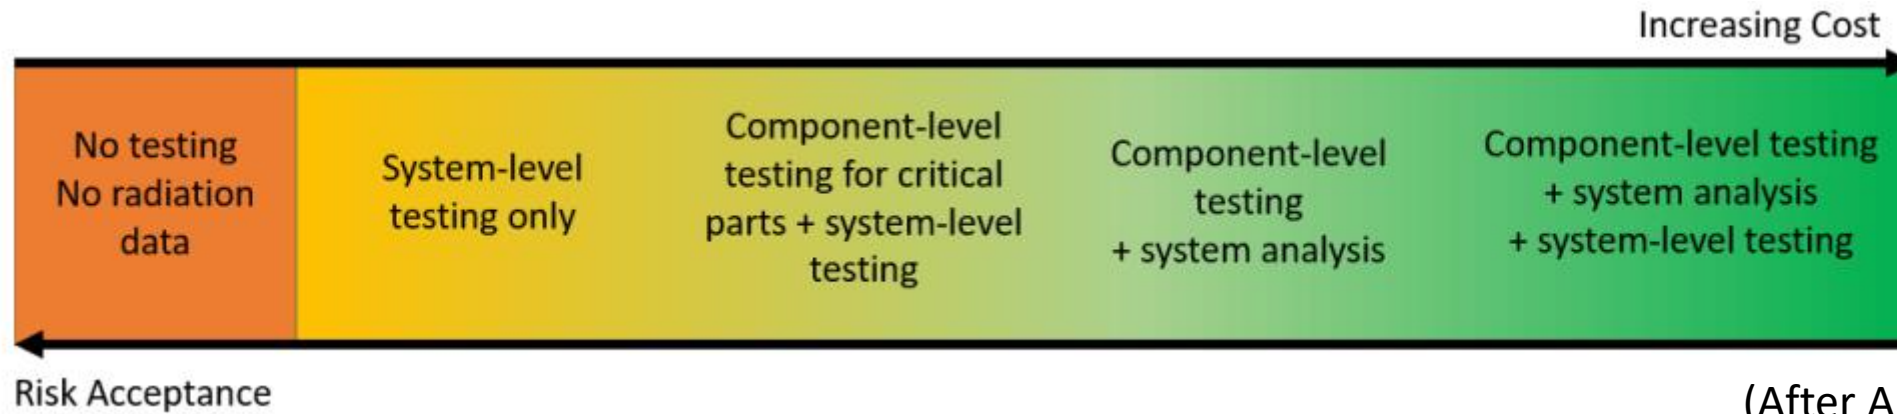 Increasing Cost
No testing
No radiation
data
System-level
testing only
Component-level
testing for critical
parts + system-level
testing
Component-level
testing
+ system analysis
Component-level testing
+ system analysis
+ system-level testing
Risk Acceptance
(After A